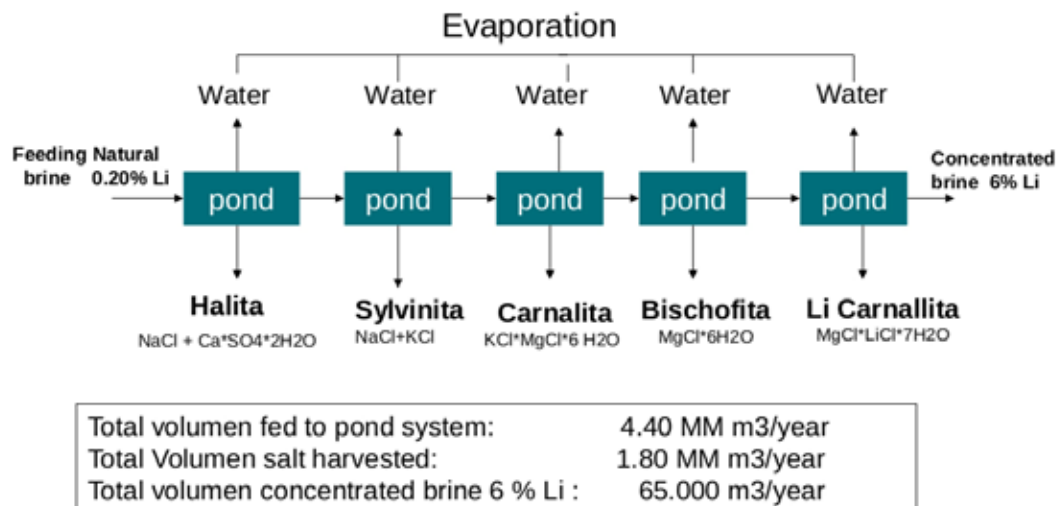 Evaporation
Water Water Water Water Water
Feeding Natural
brine 0.20% Li
Concentrated
brine 6% Li
pond pond pond pond pond
Halita Sylvinita Carnalita Bischofita Li Carnallita
NaCl + Ca*SO4*2H2O NaCl+KCl KCl*MgCl*6 H2O MgCl*6H2O MgCl*LiCl*7H2O
Total volumen fed to pond system: 4.40 MM m3/year
Total Volumen salt harvested: 1.80 MM m3/year
Total volumen concentrated brine 6 % Li : 65.000 m3/year